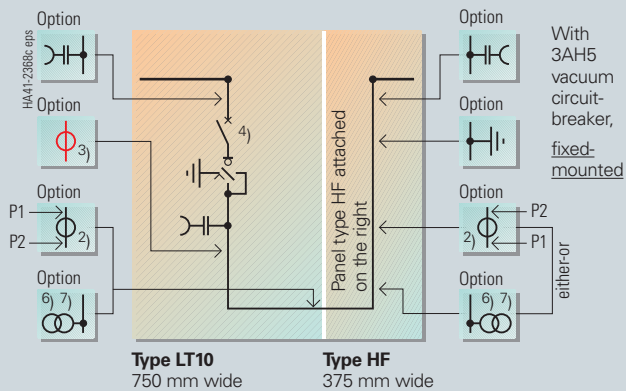 Option
HA41-2368c eps
Option
3)
Option
P1
P2
2)
Option
6) 7)
4)
Panel type HF attached
on the right
Type LT10
750 mm wide
Type HF
375 mm wide
Option
Option
Option
2)
P2
P1
Option
6) 7)
either-or
With
3AH5
vacuum
circuit-
breaker,
fixed-
mounted